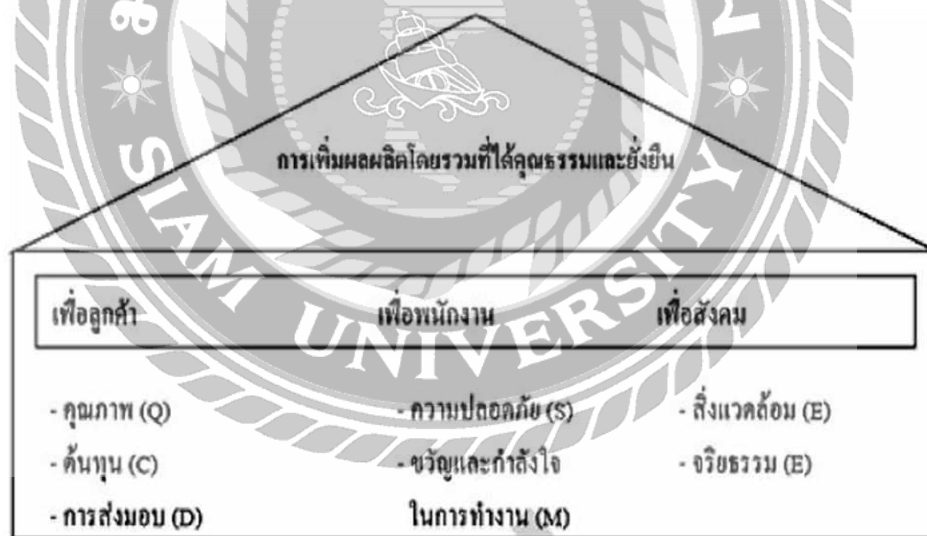 การเพิ่มผลผลิตโดยรวมที่ได้คุณธรรมและยั่งยืน
เพื่อลูกค้า เพื่อพนักงาน เพื่อสังคม
- คุณภาพ (Q) - ความปลอดภัย (S) - สิ่งแวดล้อม (E)
- ต้นทุน (C) - ขวัญและกำลังใจ - จริยธรรม (E)
- การส่งมอบ (D) ในการทำงาน (M)
SIAM UNIVERSITY